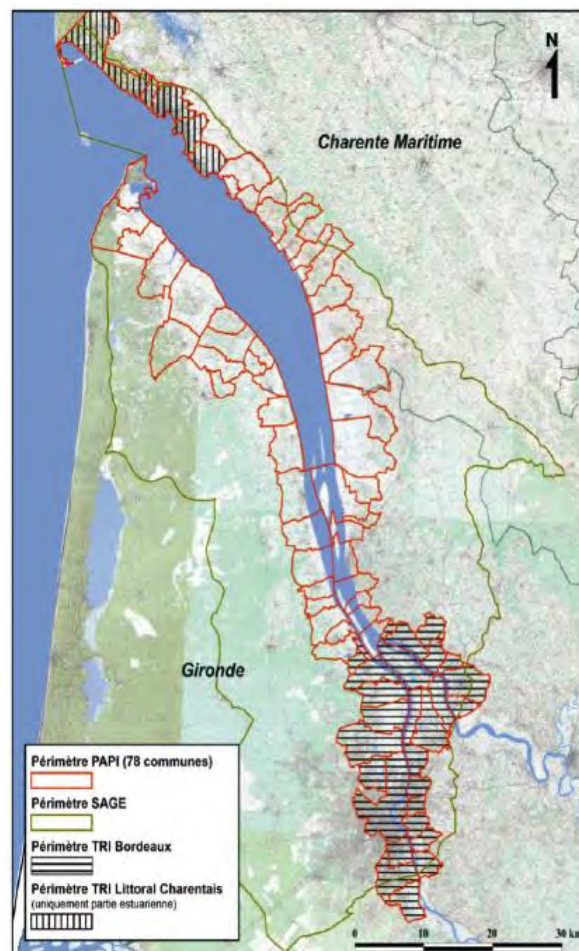 N
Charente Maritime
Gironde
Périmètre PAPI (78 communes)
Périmètre SAGE
Périmètre TRI Bordeaux
Périmètre TRI Littoral Charentais
(uniquement partie estuarienne)
0 10 20 30 km